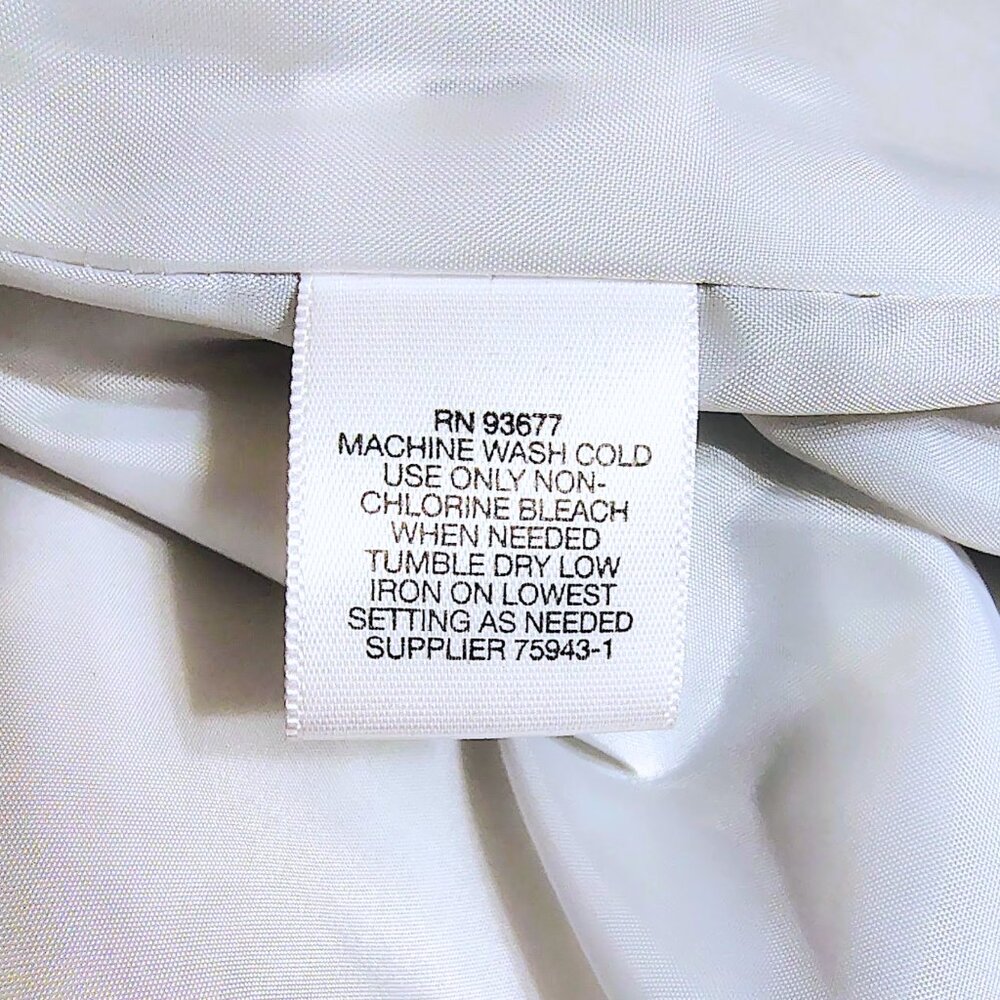 RN 93677
MACHINE WASH COLD
USE ONLY NON-
CHLORINE BLEACH
WHEN NEEDED
TUMBLE DRY LOW
IRON ON LOWEST
SETTING AS NEEDED
SUPPLIER 75943-1